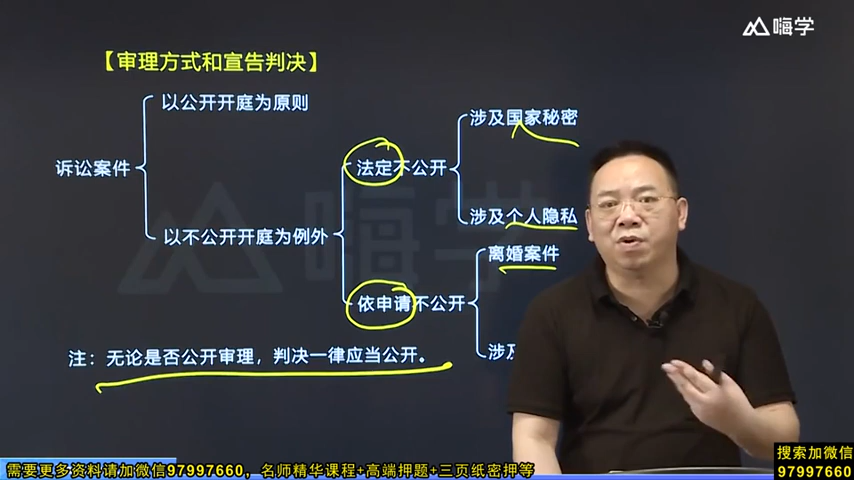 嗨学
【审理方式和宣告判决】
以公开开庭为原则
涉及国家秘密
诉讼案件
法定不公开
涉及个人隐私
以不公开开庭为例外
离婚案件
依申请不公开
涉及
注：无论是否公开审理，判决一律应当公开。
嗨学
需要更多资料请加微信97997660，名师精华课程+高端押题+三页纸密押等
搜索加微信
97997660